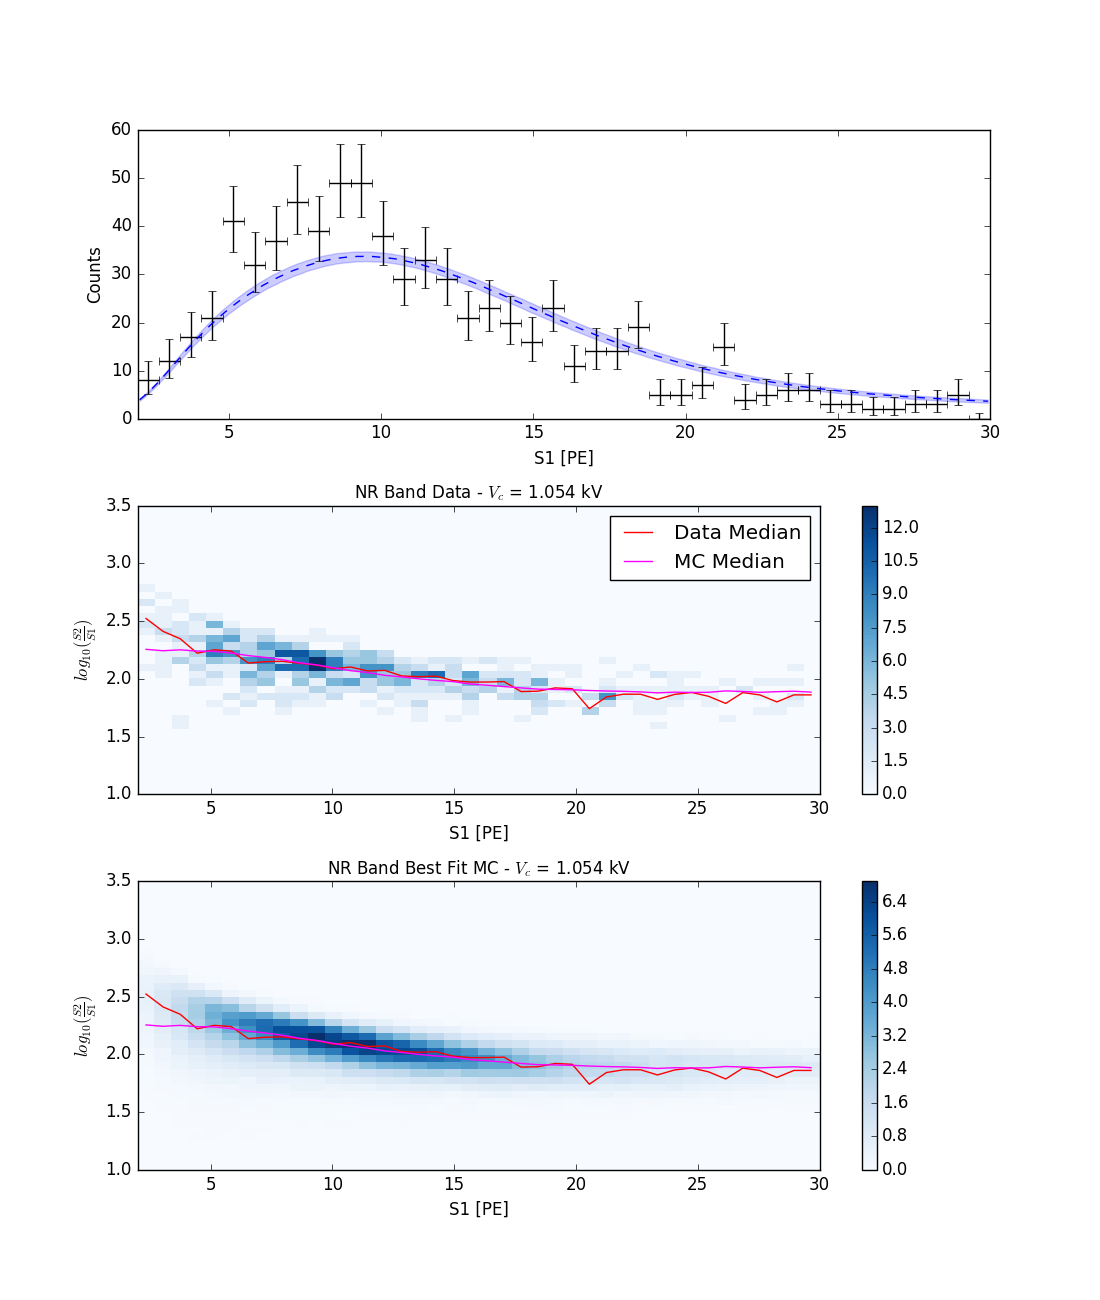 60
50
40
30
20
10
0
Counts
5 10 15 20 25 30
S1 [PE]
NR Band Data - $V_c$ = 1.054 kV
3.5
3.0
2.5
2.0
1.5
1.0
$log_{10}(\frac{S2}{S1})$
Data Median
MC Median
12.0
10.5
9.0
7.5
6.0
4.5
3.0
1.5
0.0
5 10 15 20 25 30
S1 [PE]
NR Band Best Fit MC - $V_c$ = 1.054 kV
3.5
3.0
2.5
2.0
1.5
1.0
$log_{10}(\frac{S2}{S1})$
6.4
5.6
4.8
4.0
3.2
2.4
1.6
0.8
0.0
5 10 15 20 25 30
S1 [PE]